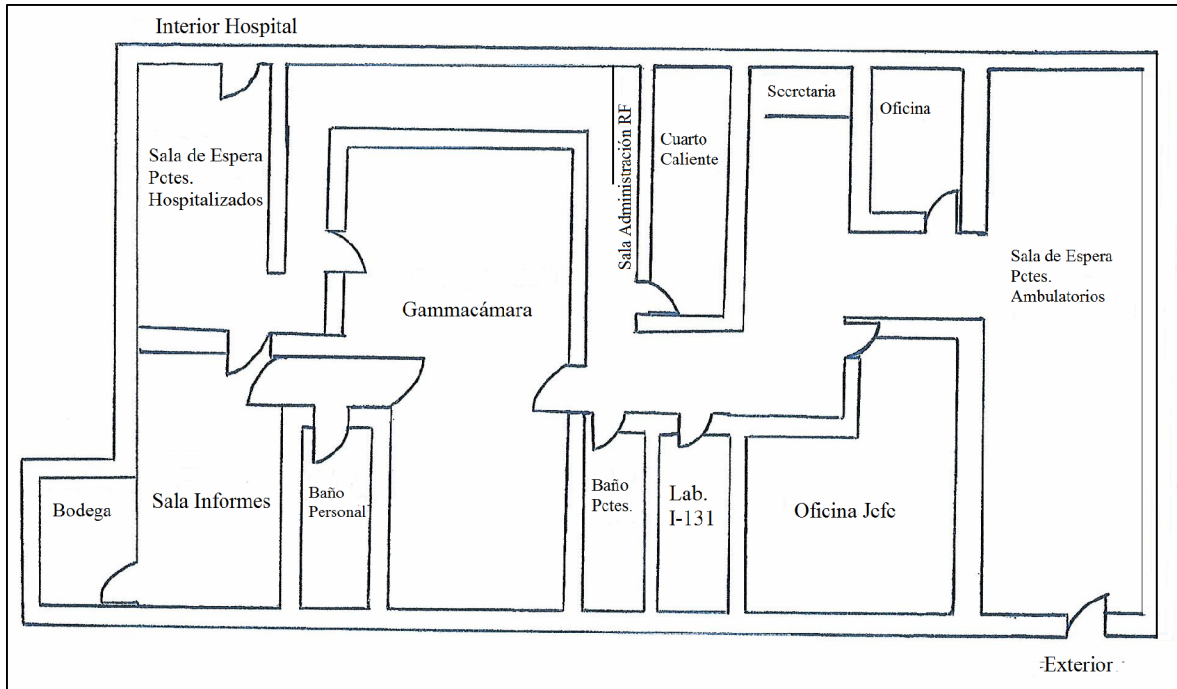 Interior Hospital
Secretaria
Oficina
Sala de Espera
Pctes.
Hospitalizados
Sala Administración RF
Cuarto
Caliente
Gammacámara
Sala de Espera
Pctes.
Ambulatorios
Bodega
Sala Informes
Baño
Personal
Baño
Pctes.
Lab.
I-131
Oficina Jefe
Exterior